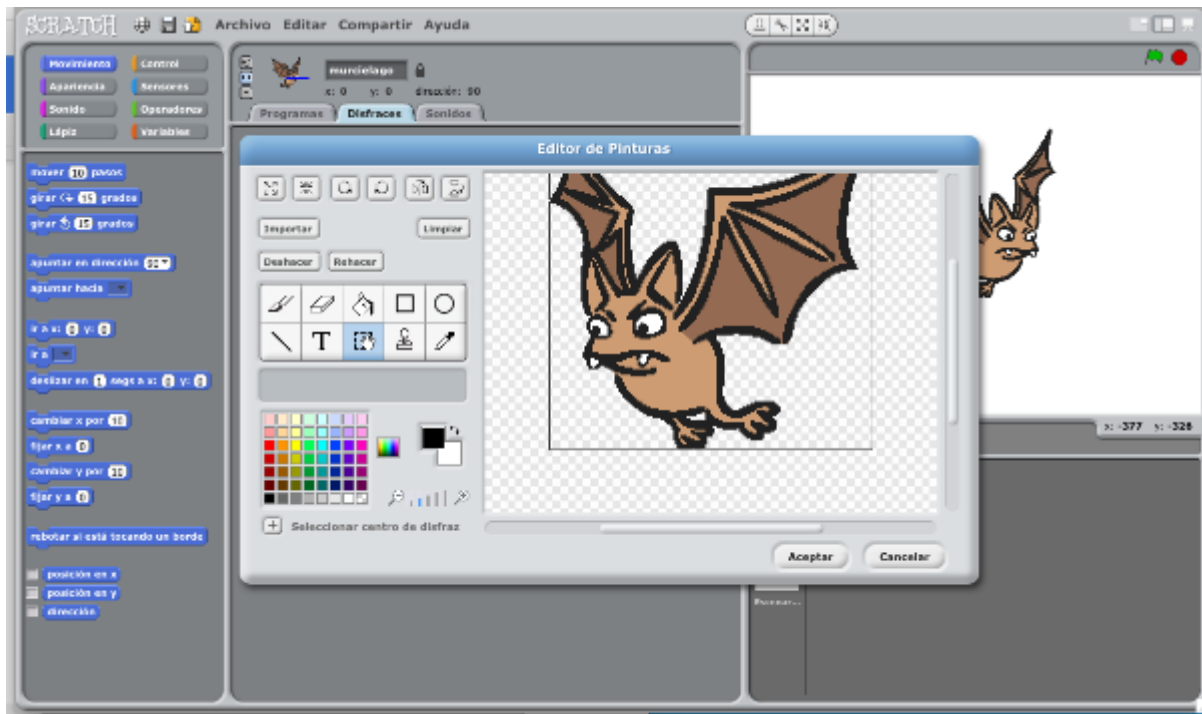 SCRATCH Archivo Editar Compartir Ayuda
Movimiento Control
Apariencia Sensores
Sonido Operadores
Lápiz Variables
murcielago
x: 0 y: 0 dirección: 90
Programas Disfraces Sonidos
mover 10 pasos
girar 15 grados
girar 15 grados
apuntar en dirección 90
apuntar hacia
ir a x: 0 y: 0
ir a
deslizar en 1 segs a x: 0 y: 0
cambiar x por 10
fijar x a 0
cambiar y por 10
fijar y a 0
rebotar si está tocando un borde
posición en x
posición en y
dirección
Editor de Pinturas
Importar Limpiar
Deshacer Rehacer
T
Seleccionar centro de disfraz
Aceptar Cancelar
x: -377 y: -326